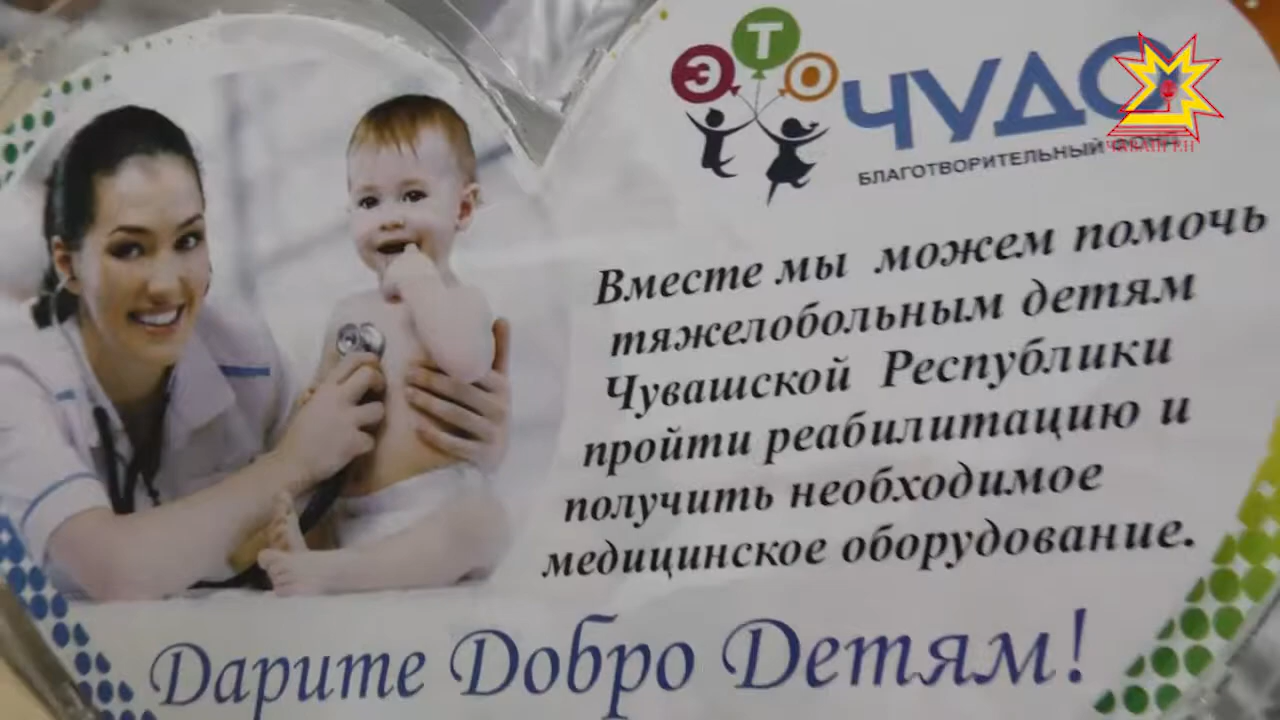 ЭТО ЧУДО
БЛАГОТВОРИТЕЛЬНЫЙ
Вместе мы можем помочь
тяжелобольным детям
Чувашской Республики
пройти реабилитацию и
получить необходимое
медицинское оборудование.
Дарите Добро Детям!